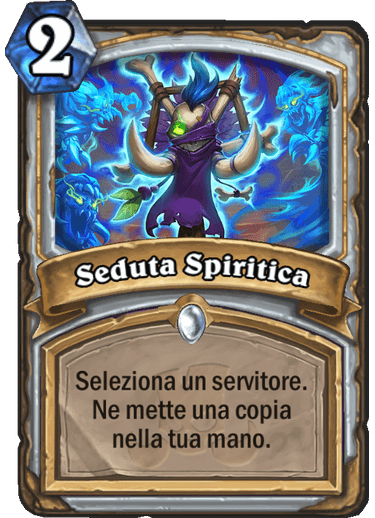 2
Seduta Spiritica
Seleziona un servitore.
Ne mette una copia
nella tua mano.